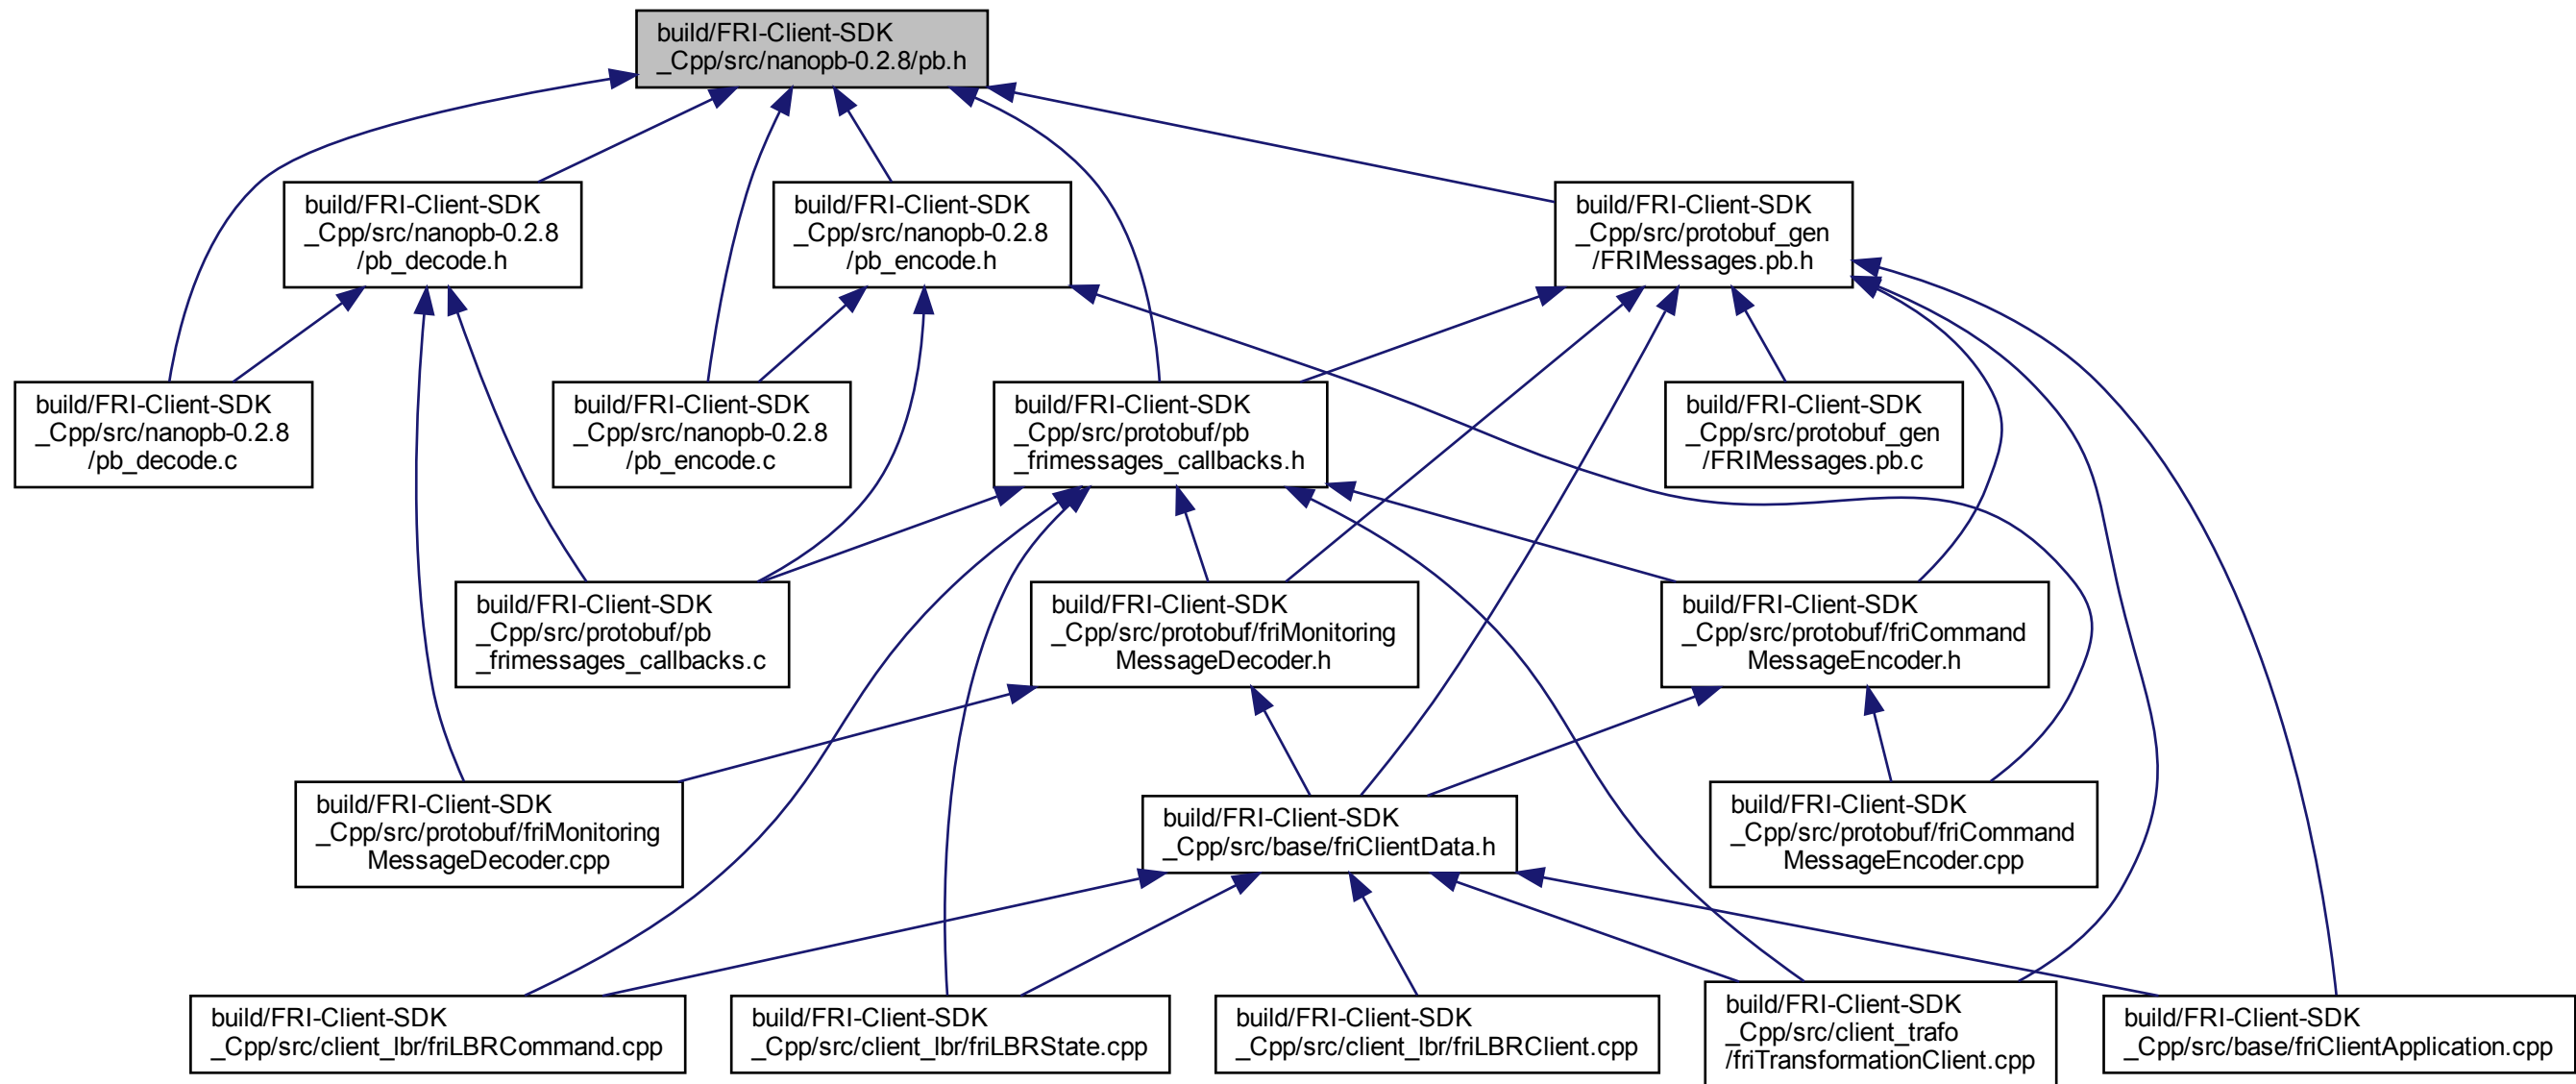 build/FRI-Client-SDK
_Cpp/src/nanopb-0.2.8/pb.h
build/FRI-Client-SDK
_Cpp/src/nanopb-0.2.8
/pb_decode.h
build/FRI-Client-SDK
_Cpp/src/nanopb-0.2.8
/pb_encode.h
build/FRI-Client-SDK
_Cpp/src/protobuf_gen
/FRIMessages.pb.h
build/FRI-Client-SDK
_Cpp/src/nanopb-0.2.8
/pb_decode.c
build/FRI-Client-SDK
_Cpp/src/nanopb-0.2.8
/pb_encode.c
build/FRI-Client-SDK
_Cpp/src/protobuf/pb
_frimessages_callbacks.h
build/FRI-Client-SDK
_Cpp/src/protobuf_gen
/FRIMessages.pb.c
build/FRI-Client-SDK
_Cpp/src/protobuf/pb
_frimessages_callbacks.c
build/FRI-Client-SDK
_Cpp/src/protobuf/friMonitoring
MessageDecoder.h
build/FRI-Client-SDK
_Cpp/src/protobuf/friCommand
MessageEncoder.h
build/FRI-Client-SDK
_Cpp/src/protobuf/friMonitoring
MessageDecoder.cpp
build/FRI-Client-SDK
_Cpp/src/base/friClientData.h
build/FRI-Client-SDK
_Cpp/src/protobuf/friCommand
MessageEncoder.cpp
build/FRI-Client-SDK
_Cpp/src/client_lbr/friLBRCommand.cpp
build/FRI-Client-SDK
_Cpp/src/client_lbr/friLBRState.cpp
build/FRI-Client-SDK
_Cpp/src/client_lbr/friLBRClient.cpp
build/FRI-Client-SDK
_Cpp/src/client_trafo
/friTransformationClient.cpp
build/FRI-Client-SDK
_Cpp/src/base/friClientApplication.cpp